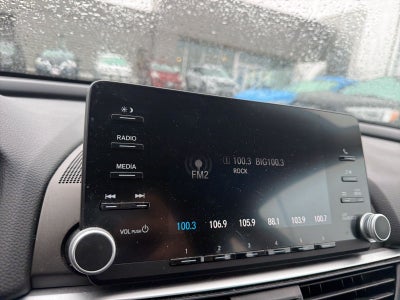 RADIO
MEDIA
VOL PUSH
FM2
1 100.3 BIG100.3
ROCK
100.3 106.9 105.9 88.1 103.9 100.7
1 2 3 4 5 6